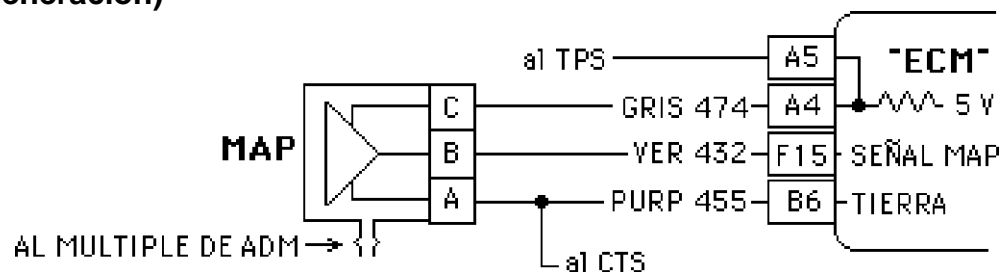 eneración)
al TPS A5 "ECM"
C GRIS 474 A4 5 V
MAP B VER 432 F15 SEÑAL MAP
A PURP 455 B6 TIERRA
AL MULTIPLE DE ADM
al CTS